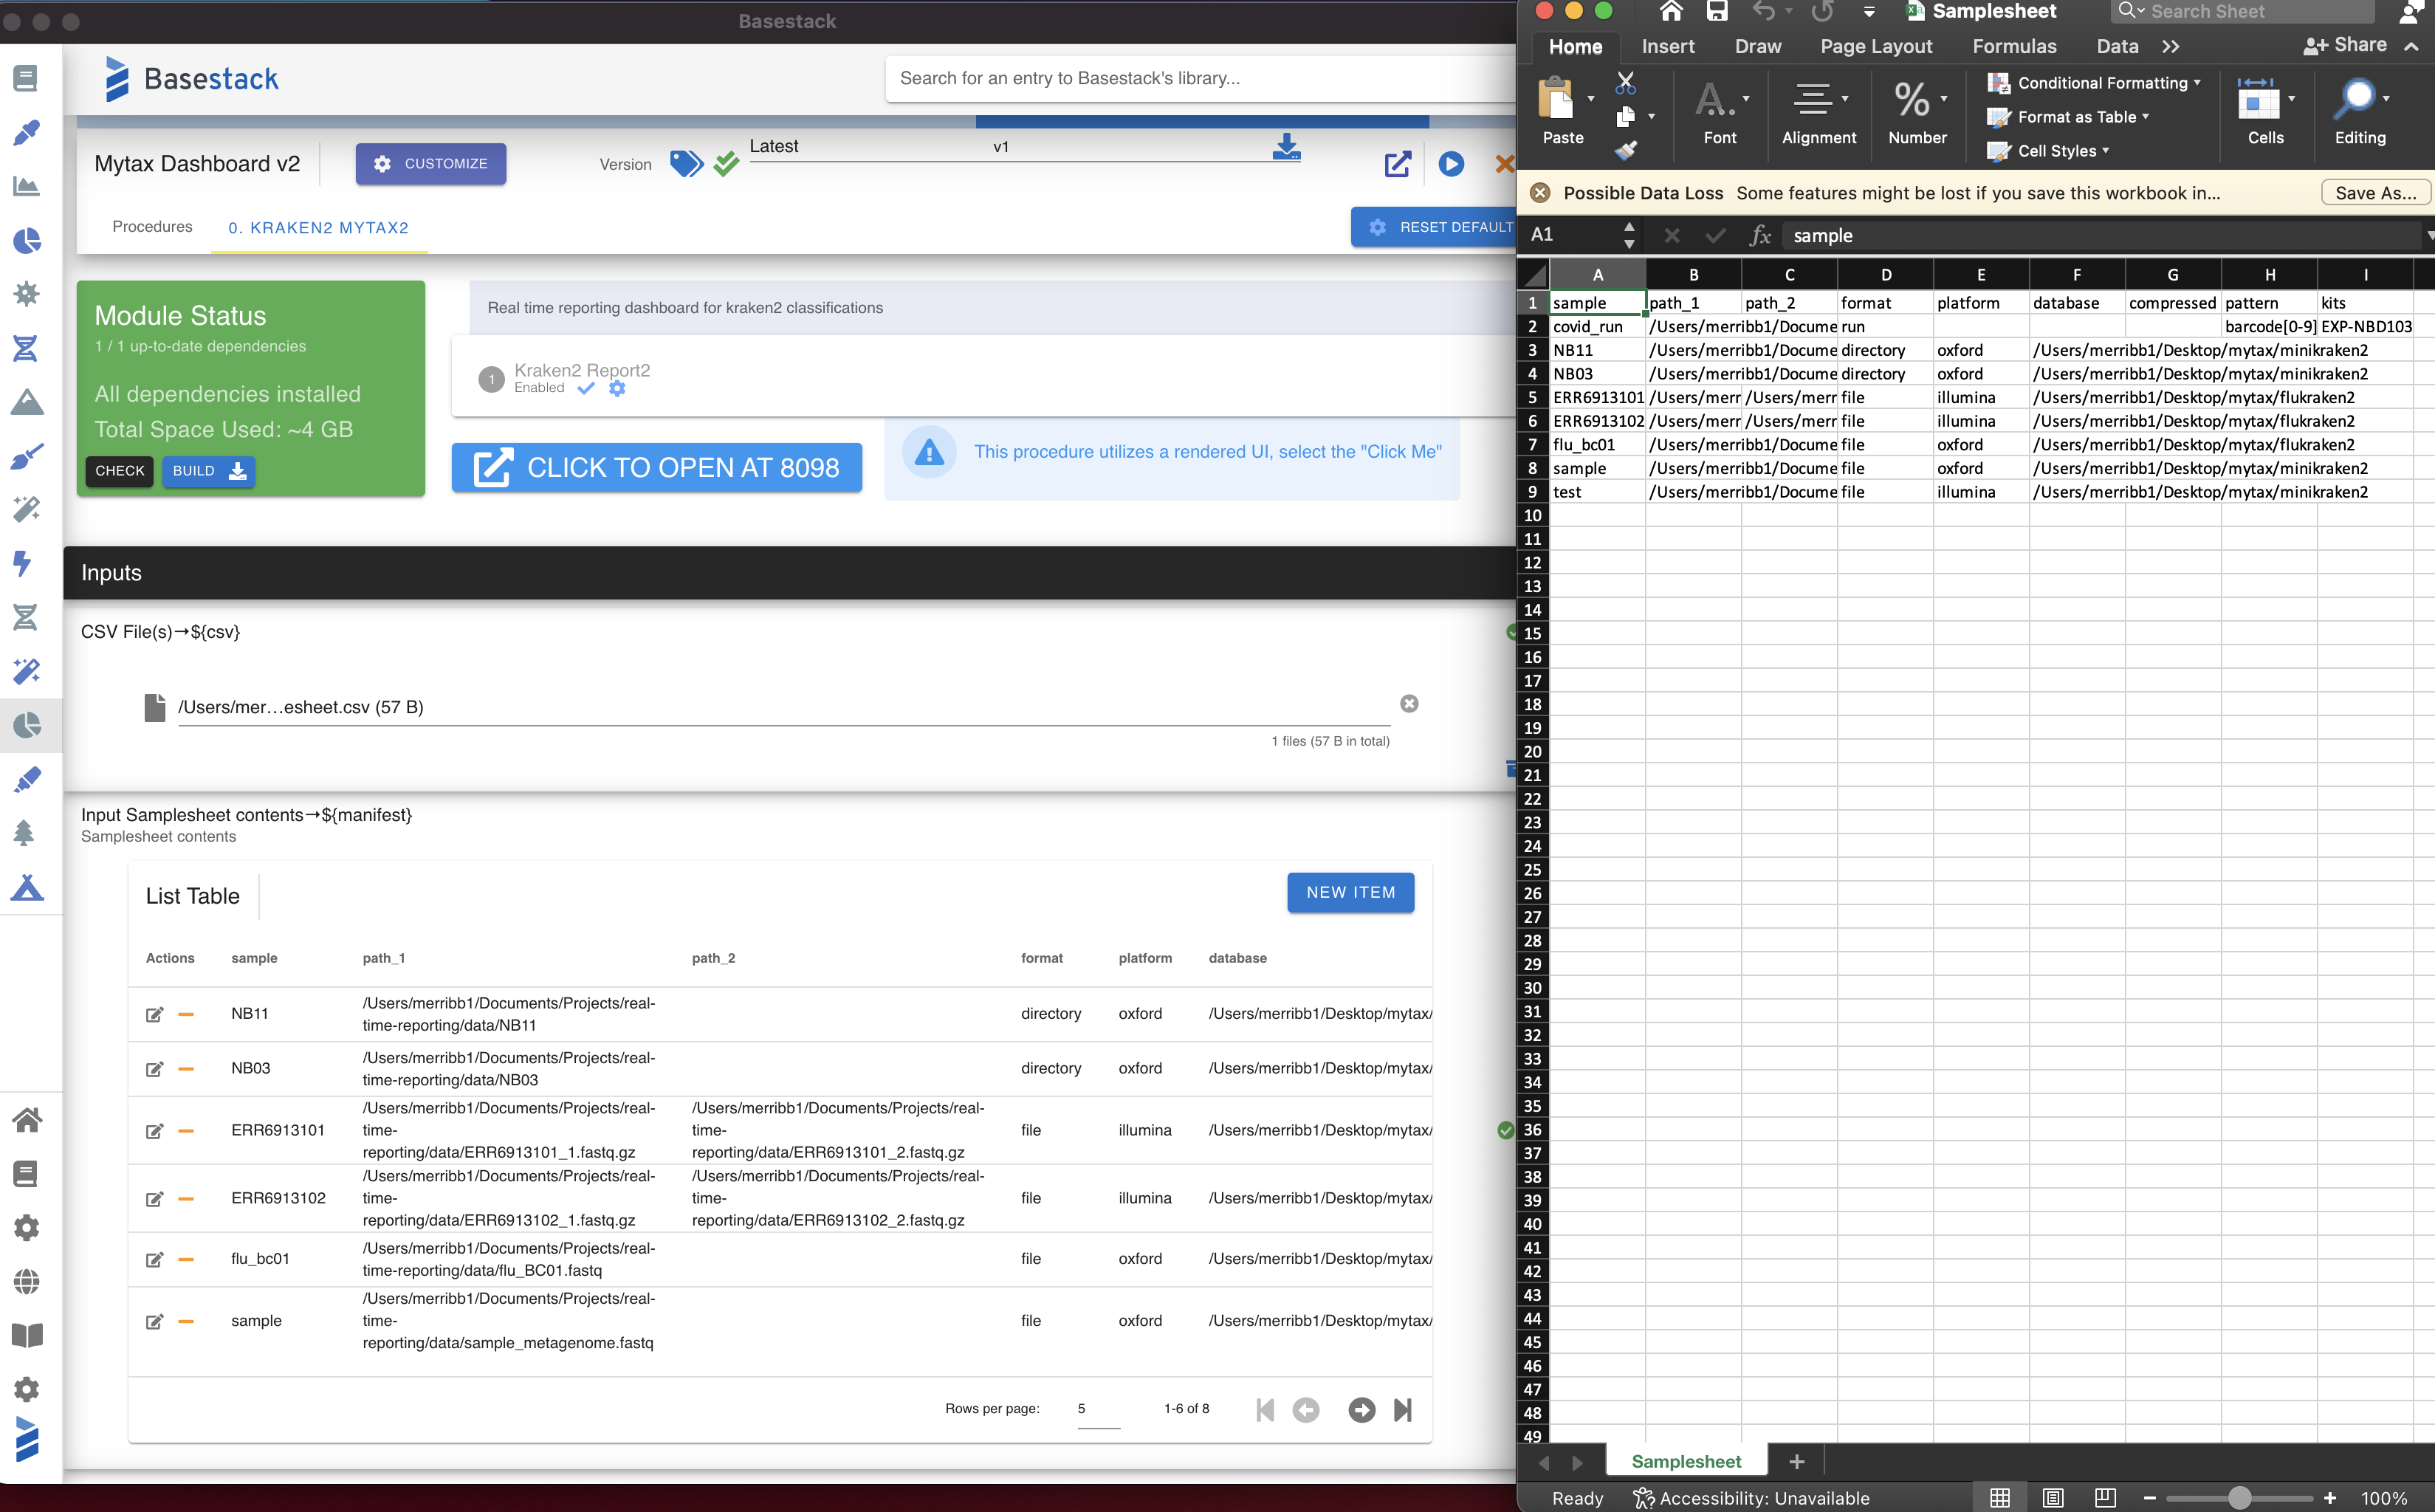 Basestack
Basestack
Search for an entry to Basestack's library...
Mytax Dashboard v2
CUSTOMIZE
Version
Latest
v1
Procedures
0. KRAKEN2 MYTAX2
RESET DEFAULT
Module Status
1 / 1 up-to-date dependencies
All dependencies installed
Total Space Used: ~4 GB
CHECK
BUILD
Real time reporting dashboard for kraken2 classifications
1
Kraken2 Report2
Enabled
CLICK TO OPEN AT 8098
This procedure utilizes a rendered UI, select the "Click Me"
Inputs
CSV File(s)→${csv}
/Users/mer…esheet.csv (57 B)
1 files (57 B in total)
Input Samplesheet contents→${manifest}
Samplesheet contents
List Table
NEW ITEM
Actions sample path_1 path_2 format platform database
NB11 /Users/merribb1/Documents/Projects/real-
time-reporting/data/NB11
directory oxford /Users/merribb1/Desktop/mytax/
NB03 /Users/merribb1/Documents/Projects/real-
time-reporting/data/NB03
directory oxford /Users/merribb1/Desktop/mytax/
ERR6913101 /Users/merribb1/Documents/Projects/real-
time-
reporting/data/ERR6913101_1.fastq.gz
/Users/merribb1/Documents/Projects/real-
time-
reporting/data/ERR6913101_2.fastq.gz
file illumina /Users/merribb1/Desktop/mytax/
ERR6913102 /Users/merribb1/Documents/Projects/real-
time-
reporting/data/ERR6913102_1.fastq.gz
/Users/merribb1/Documents/Projects/real-
time-
reporting/data/ERR6913102_2.fastq.gz
file illumina /Users/merribb1/Desktop/mytax/
flu_bc01 /Users/merribb1/Documents/Projects/real-
time-reporting/data/flu_BC01.fastq
file oxford /Users/merribb1/Desktop/mytax/
sample /Users/merribb1/Documents/Projects/real-
time-
reporting/data/sample_metagenome.fastq
file oxford /Users/merribb1/Desktop/mytax/
Rows per page: 5 1-6 of 8
Samplesheet
Search Sheet
Home Insert Draw Page Layout Formulas Data >> Share
Paste
Font
Alignment
Number
Conditional Formatting
Format as Table
Cell Styles
Cells
Editing
Possible Data Loss Some features might be lost if you save this workbook in... Save As...
A1 fx sample
A B C D E F G H I
1 sample path_1 path_2 format platform database compressed pattern kits
2 covid_run /Users/merribb1/Docume run barcode[0-9] EXP-NBD103
3 NB11 /Users/merribb1/Docume directory oxford /Users/merribb1/Desktop/mytax/minikraken2
4 NB03 /Users/merribb1/Docume directory oxford /Users/merribb1/Desktop/mytax/minikraken2
5 ERR6913101 /Users/merr /Users/merr file illumina /Users/merribb1/Desktop/mytax/flukraken2
6 ERR6913102 /Users/merr /Users/merr file illumina /Users/merribb1/Desktop/mytax/flukraken2
7 flu_bc01 /Users/merribb1/Docume file oxford /Users/merribb1/Desktop/mytax/flukraken2
8 sample /Users/merribb1/Docume file oxford /Users/merribb1/Desktop/mytax/minikraken2
9 test /Users/merribb1/Docume file illumina /Users/merribb1/Desktop/mytax/minikraken2
10
11
12
13
14
15
16
17
18
19
20
21
22
23
24
25
26
27
28
29
30
31
32
33
34
35
36
37
38
39
40
41
42
43
44
45
46
47
48
49
Samplesheet +
Ready Accessibility: Unavailable 100%